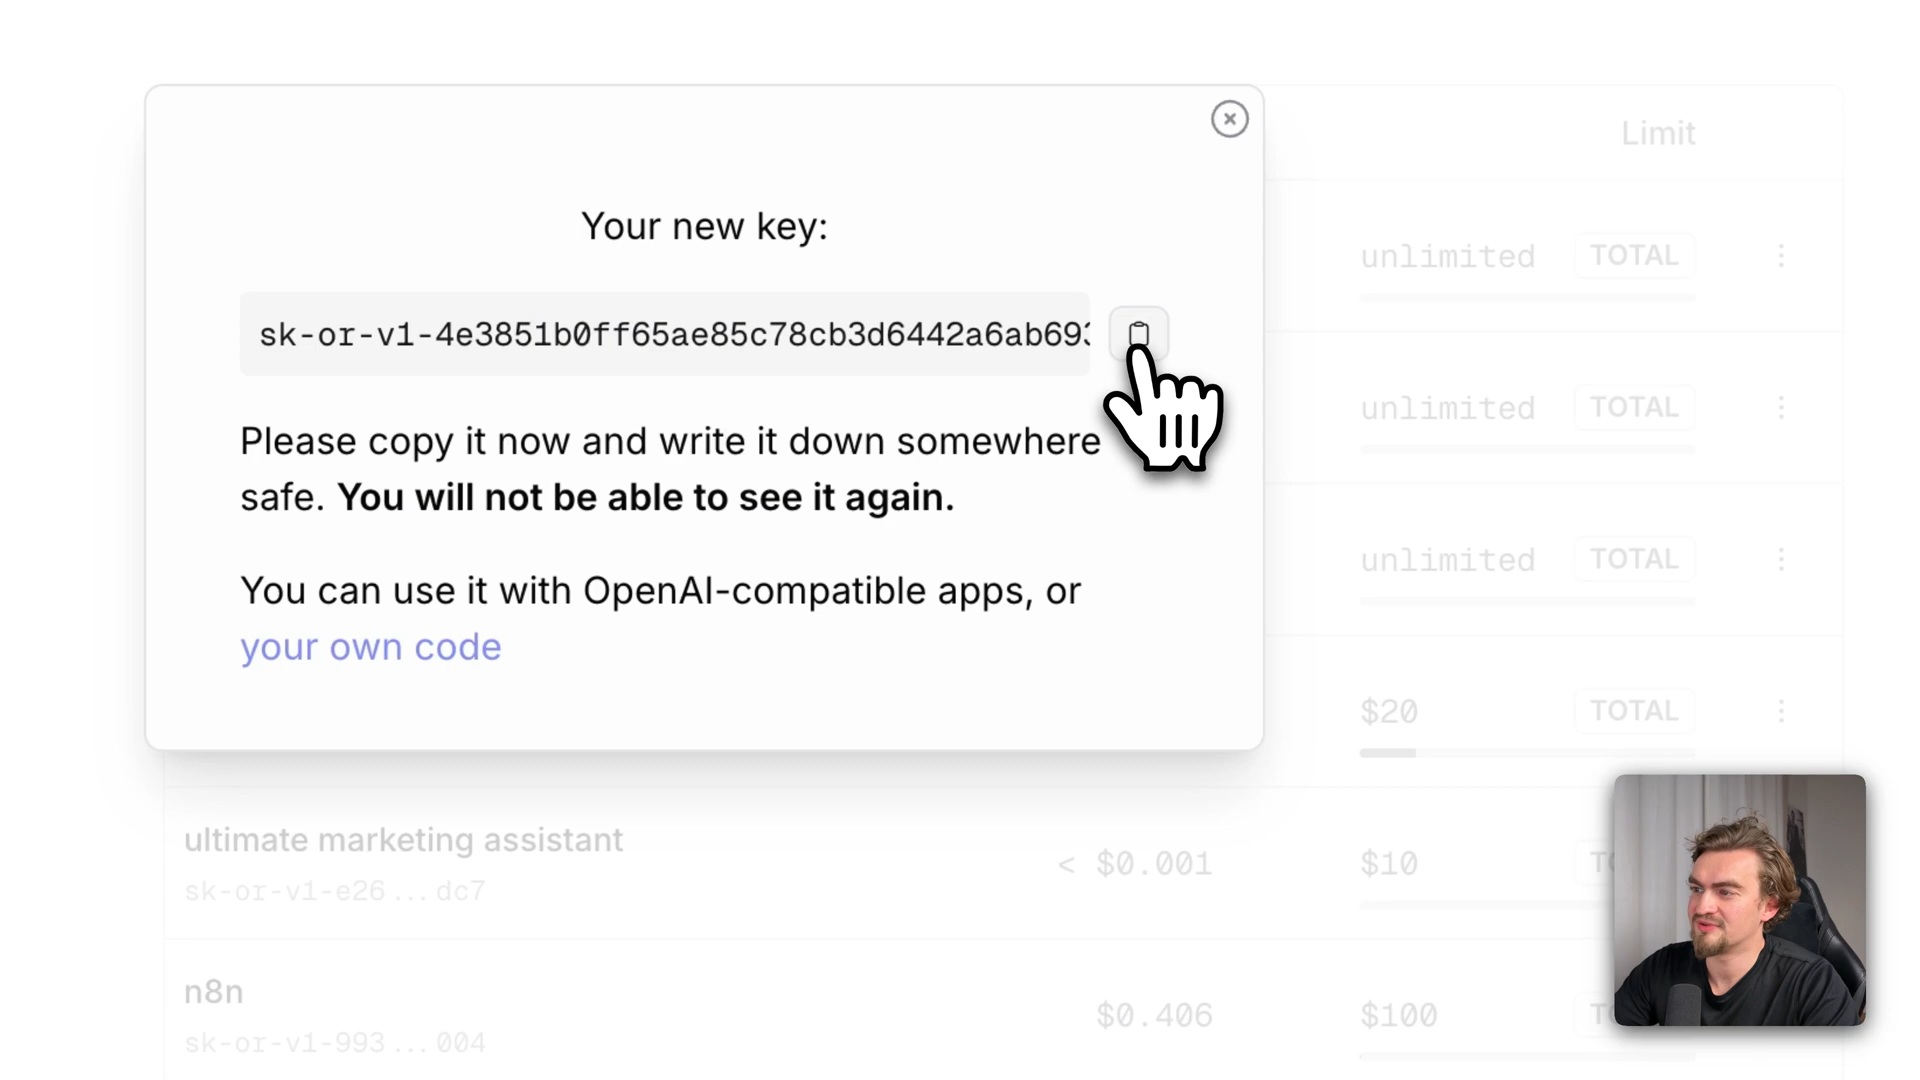 Limit
Your new key:
unlimited TOTAL
sk-or-v1-4e3851b0ff65ae85c78cb3d6442a6ab693
unlimited TOTAL
Please copy it now and write it down somewhere
safe. You will not be able to see it again.
unlimited TOTAL
You can use it with OpenAI-compatible apps, or
your own code
$20 TOTAL
ultimate marketing assistant
< $0.001 $10
sk-or-v1-e26...dc7
n8n
$0.406 $100
sk-or-v1-993...004